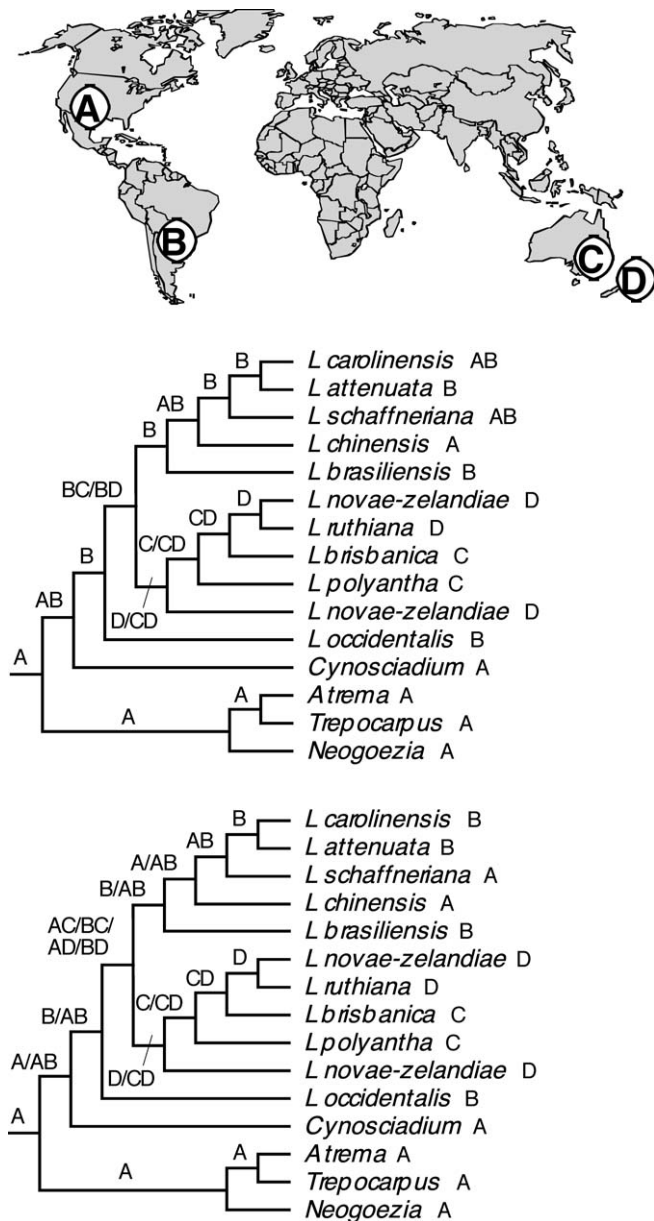 A
B
C
D
B
L carolinensis AB
B
L attenuata B
AB
L schaffneriana AB
B
L chinensis A
L brasiliensis B
BC/BD
D
L novae-zelandiae D
CD
L ruthiana D
C/CD
L brisbanica C
B
L polyantha C
D/CD
L novae-zelandiae D
AB
L occidentalis B
A
Cynosciadium A
A
Atrema A
A
Trepocarpus A
Neogoezia A
B
L carolinensis B
AB
L attenuata B
A/AB
L schaffneriana A
B/AB
L chinensis A
AC/BC/
AD/BD
L brasiliensis B
D
L novae-zelandiae D
CD
L ruthiana D
C/CD
L brisbanica C
B/AB
L polyantha C
D/CD
L novae-zelandiae D
A/AB
L occidentalis B
A
Cynosciadium A
A
Atrema A
A
Trepocarpus A
Neogoezia A